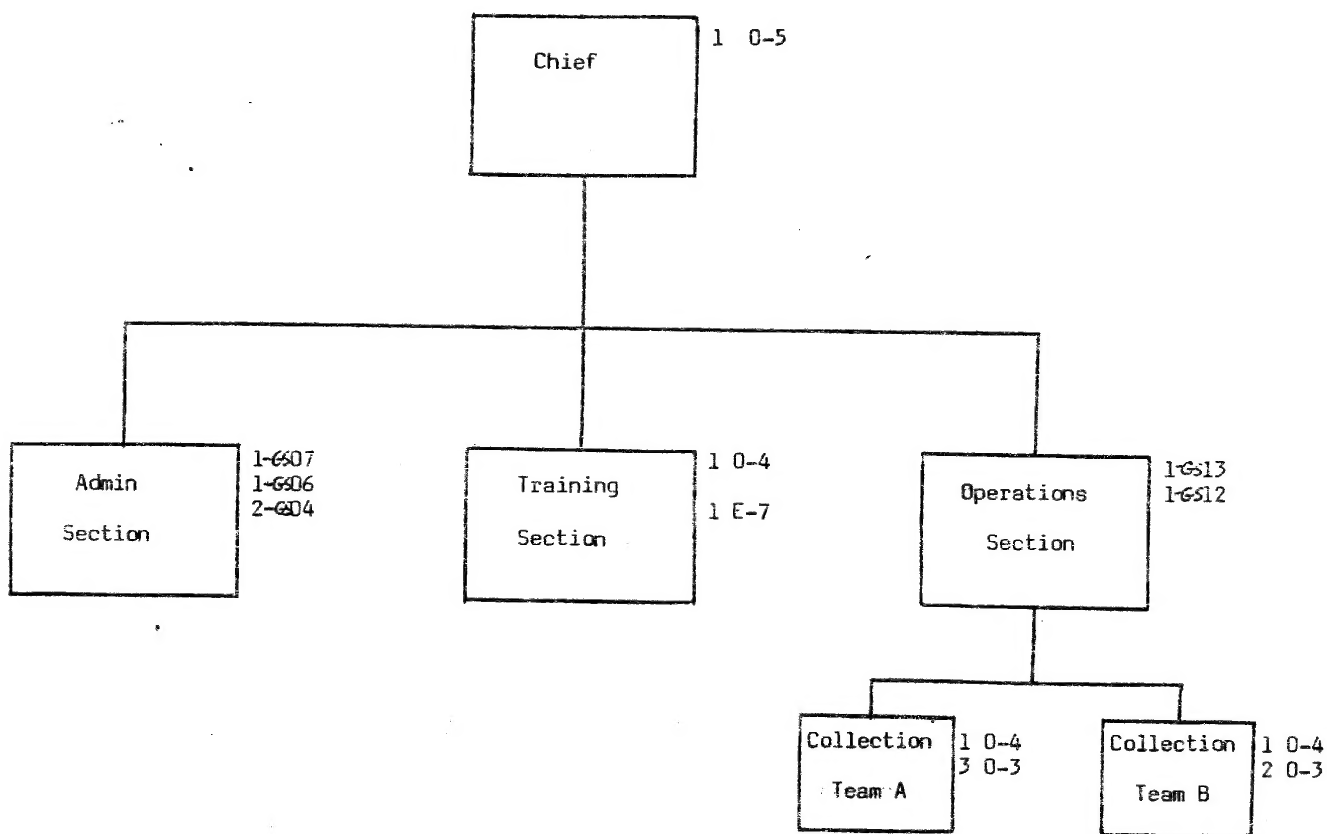 Chief
1 O-5
Admin
Section
1-GS07
1-GS06
2-GS04
Training
Section
1 O-4
1 E-7
Operations
Section
1-GS13
1-GS12
Collection
Team A
1 O-4
3 O-3
Collection
Team B
1 O-4
2 O-3